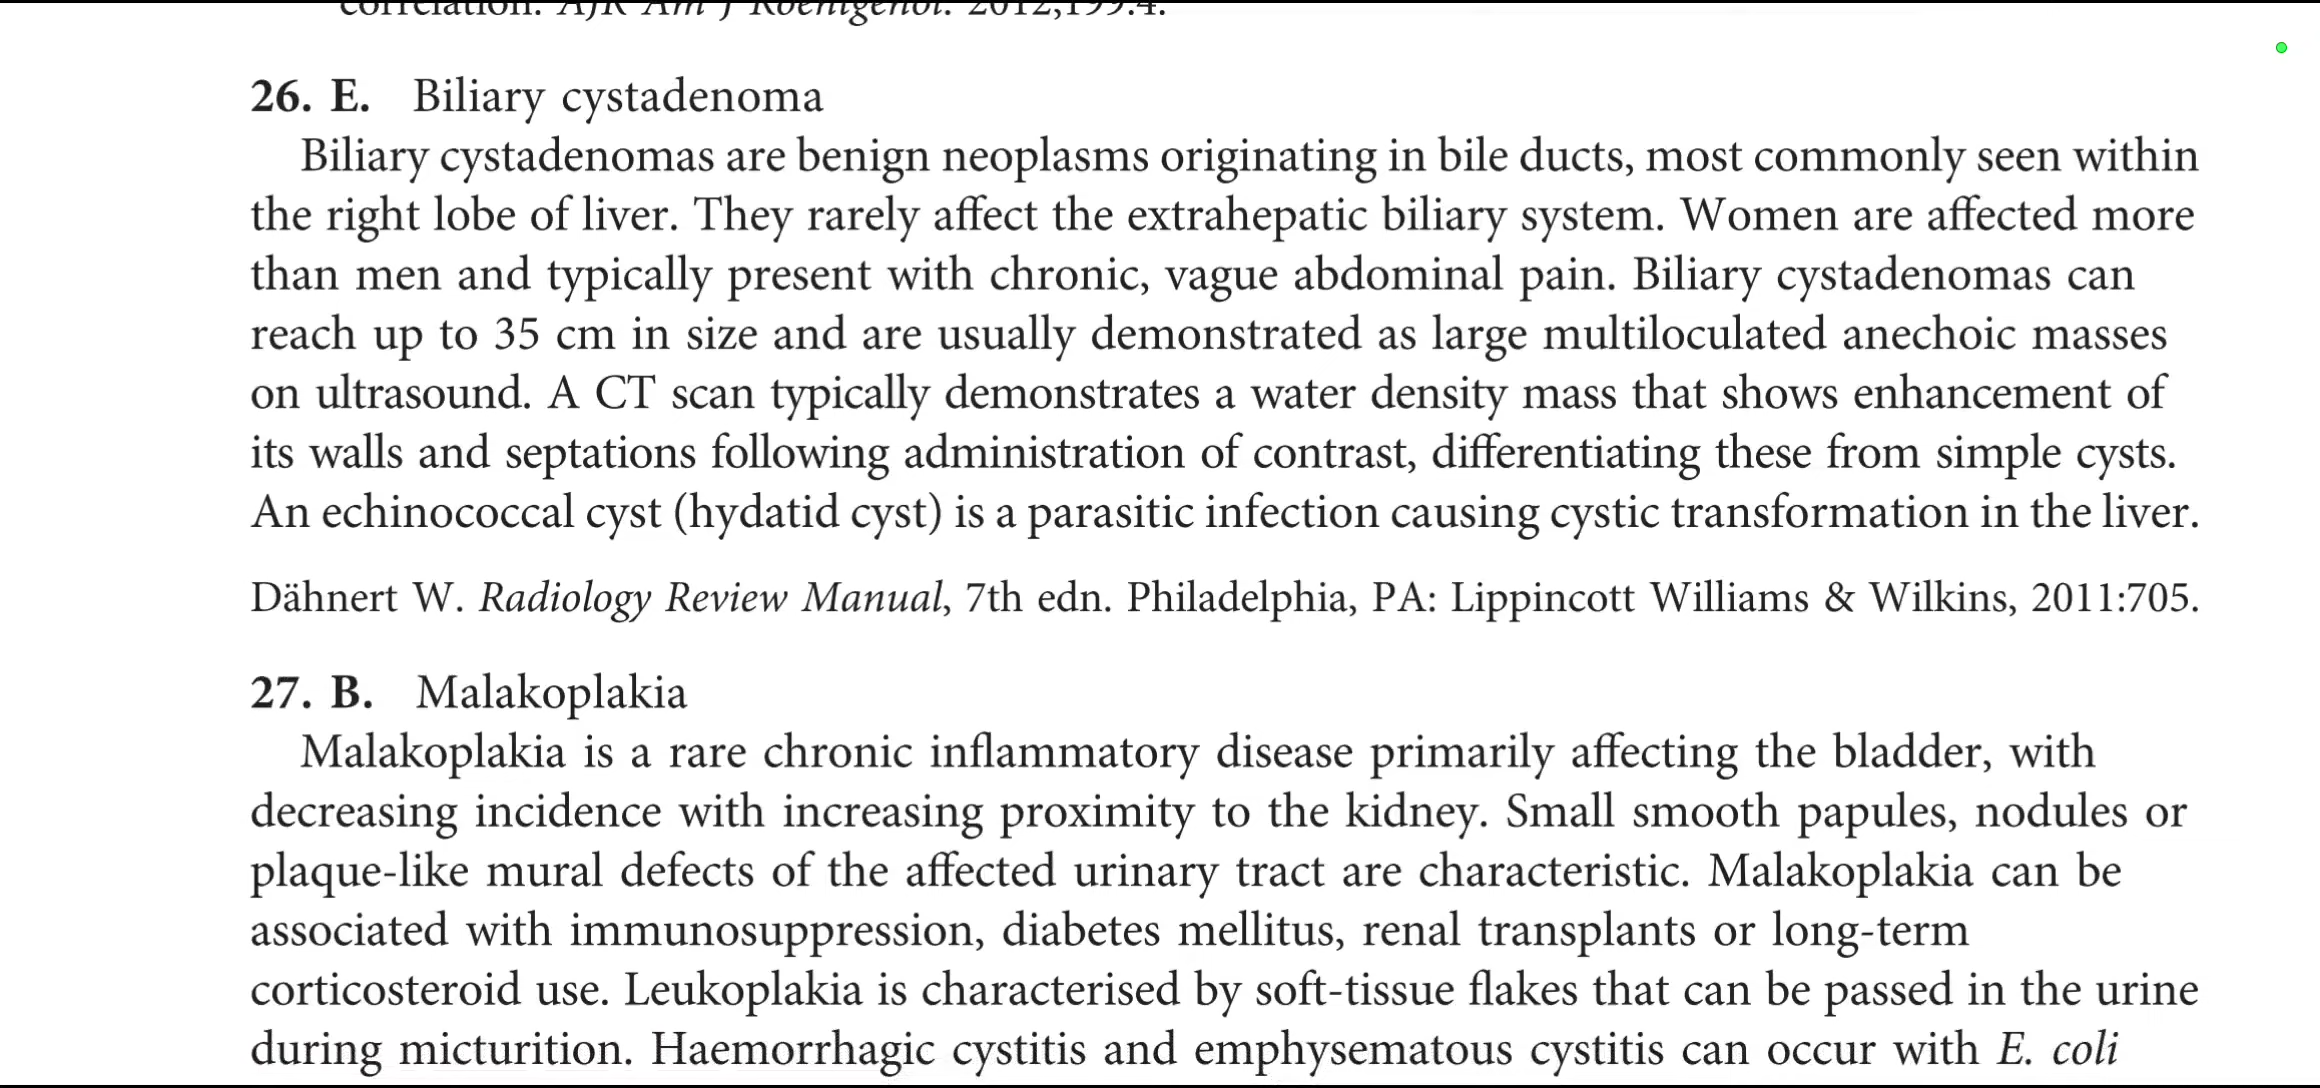 correlation. AJR Am J Roentgenol. 2012;199:4.
26. E. Biliary cystadenoma
Biliary cystadenomas are benign neoplasms originating in bile ducts, most commonly seen within
the right lobe of liver. They rarely affect the extrahepatic biliary system. Women are affected more
than men and typically present with chronic, vague abdominal pain. Biliary cystadenomas can
reach up to 35 cm in size and are usually demonstrated as large multiloculated anechoic masses
on ultrasound. A CT scan typically demonstrates a water density mass that shows enhancement of
its walls and septations following administration of contrast, differentiating these from simple cysts.
An echinococcal cyst (hydatid cyst) is a parasitic infection causing cystic transformation in the liver.
Dähnert W. Radiology Review Manual, 7th edn. Philadelphia, PA: Lippincott Williams & Wilkins, 2011:705.
27. B. Malakoplakia
Malakoplakia is a rare chronic inflammatory disease primarily affecting the bladder, with
decreasing incidence with increasing proximity to the kidney. Small smooth papules, nodules or
plaque-like mural defects of the affected urinary tract are characteristic. Malakoplakia can be
associated with immunosuppression, diabetes mellitus, renal transplants or long-term
corticosteroid use. Leukoplakia is characterised by soft-tissue flakes that can be passed in the urine
during micturition. Haemorrhagic cystitis and emphysematous cystitis can occur with E. coli